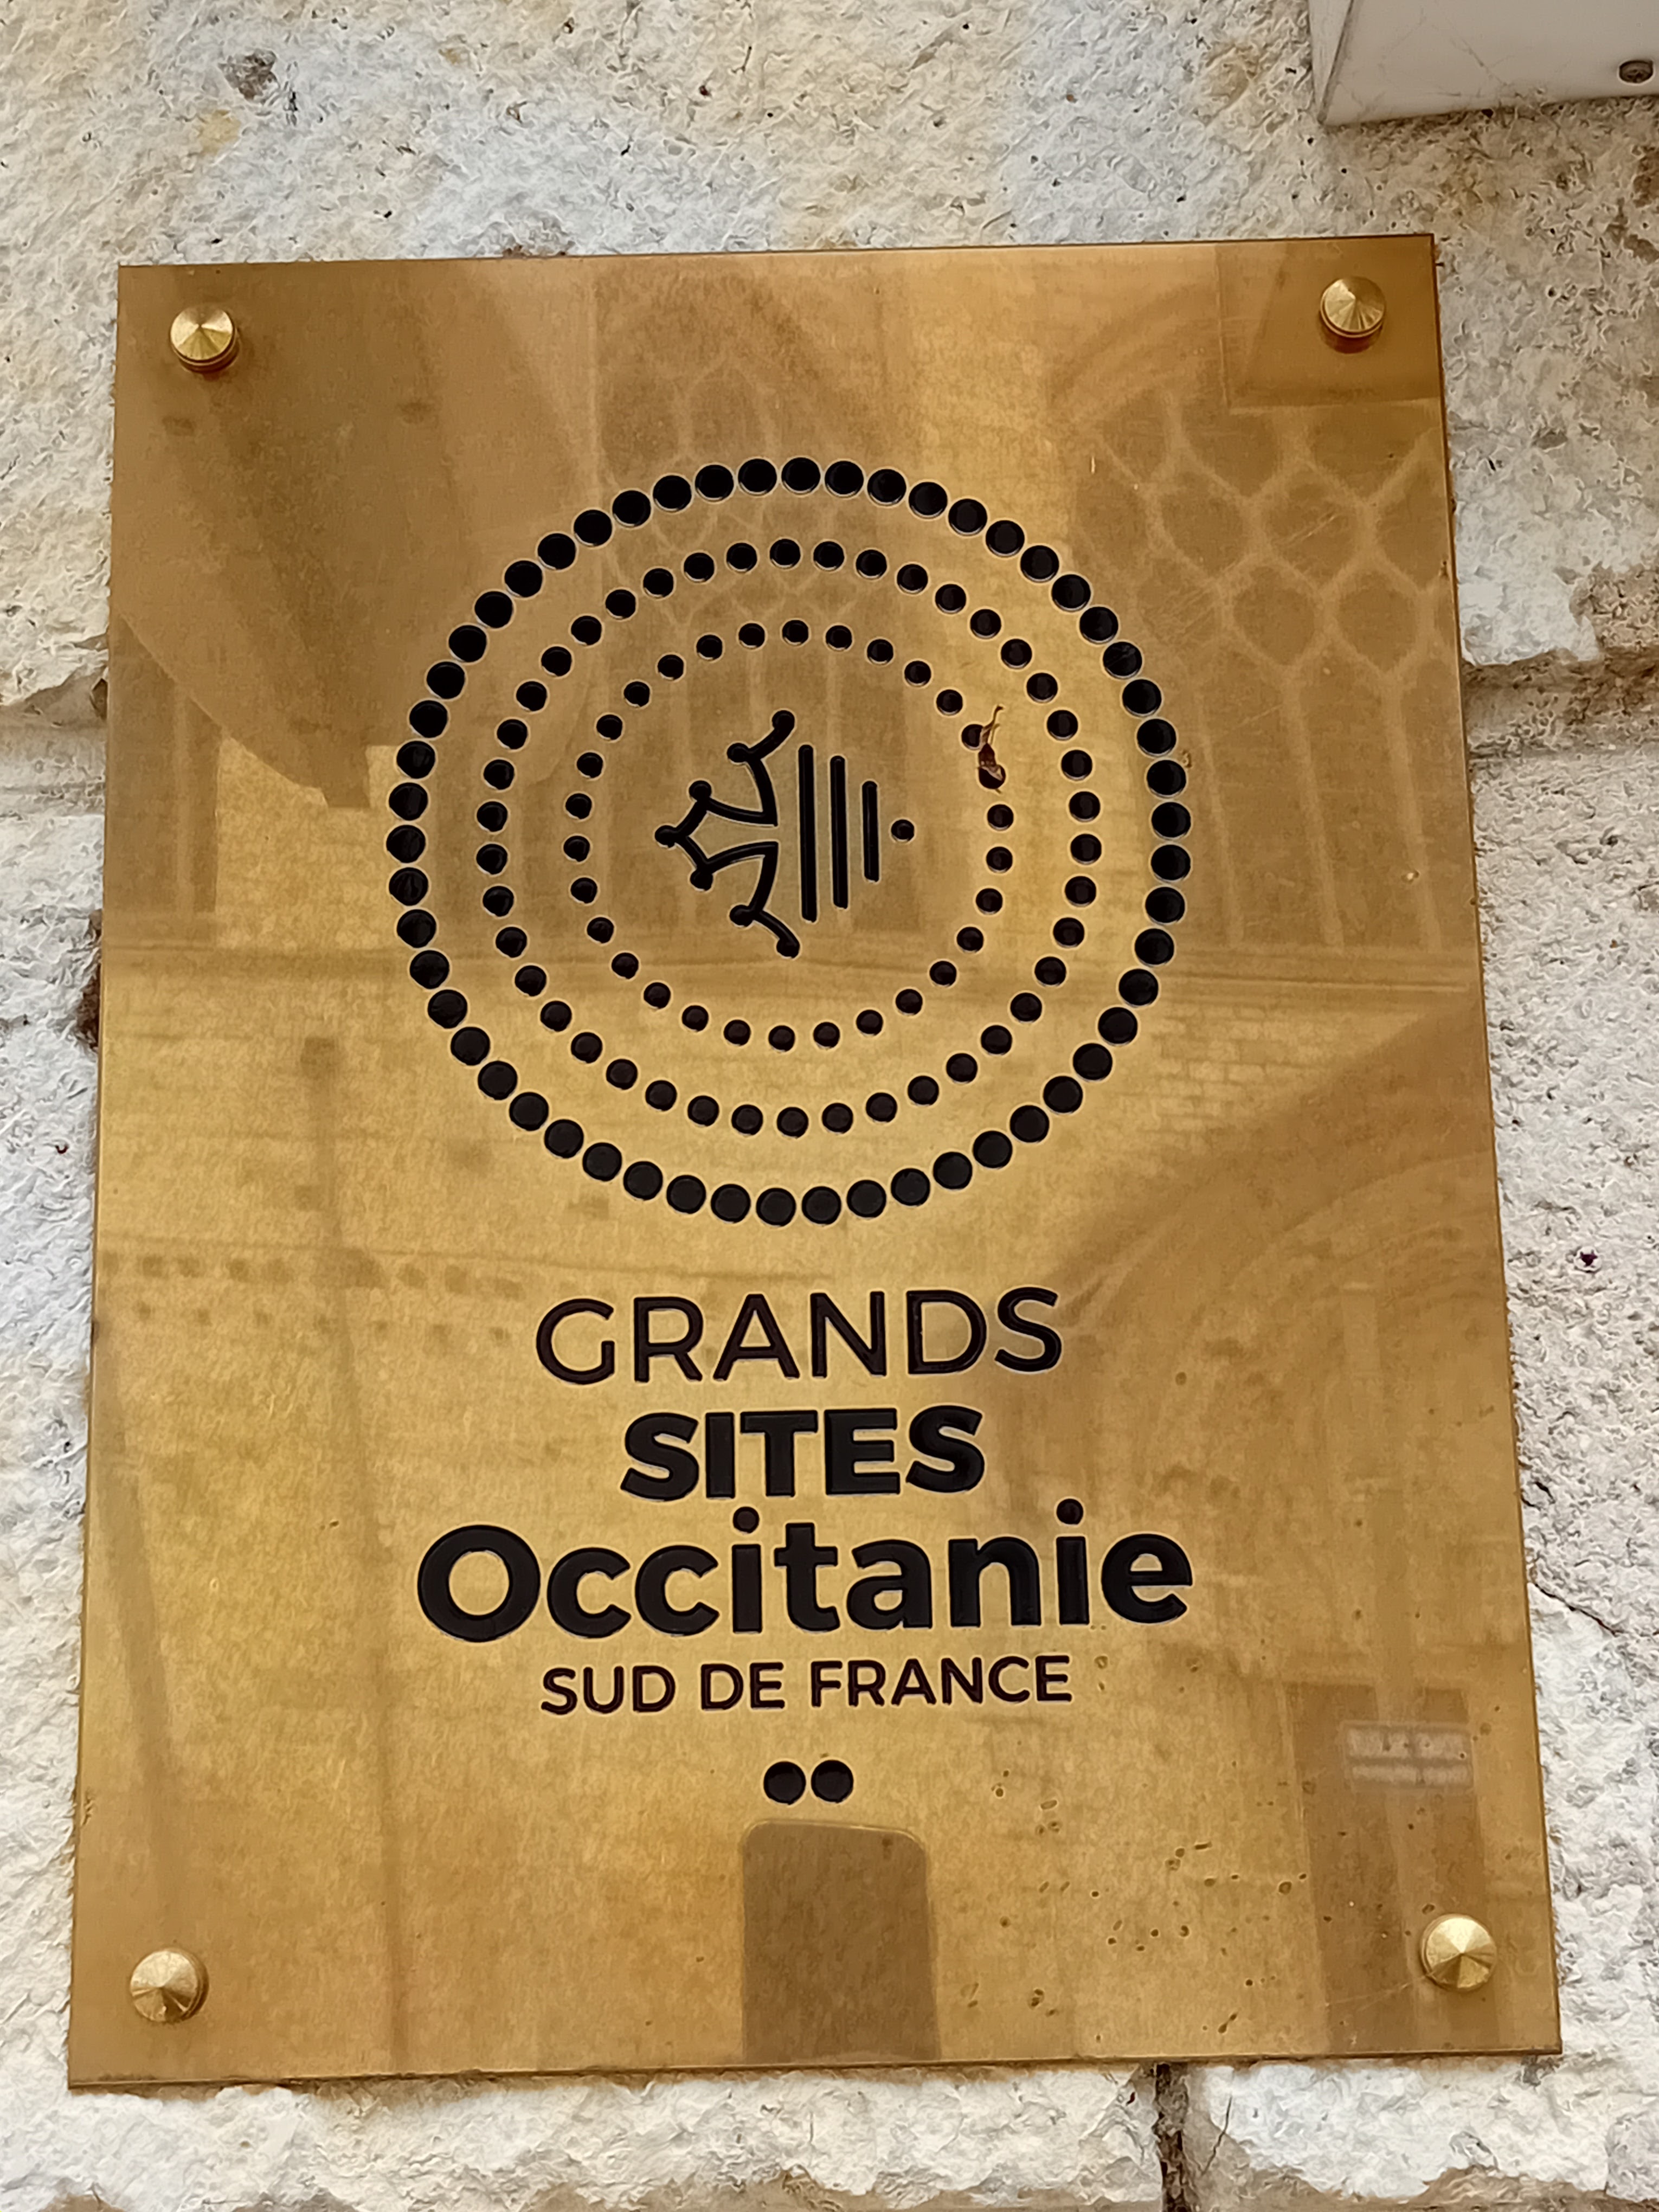 GRANDS
SITES
Occitanie
SUD DE FRANCE